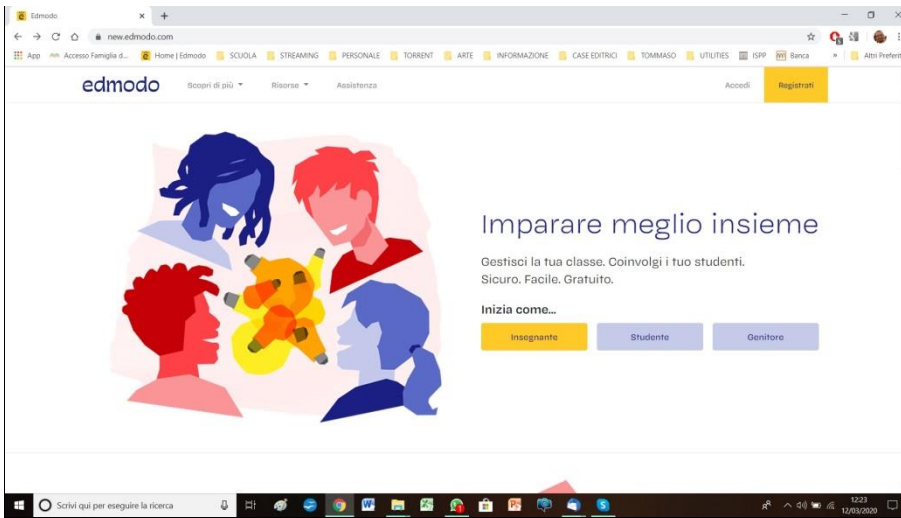 Edmodo
new.edmodo.com
App Accesso Famiglia d... Home | Edmodo SCUOLA STREAMING PERSONALE TORRENT ARTE INFORMAZIONE CASE EDITRICI TOMMASO UTILITIES ISPP Banca » Altri Preferit
edmodo Scopri di più Risorse Assistenza Accedi Registrati
Imparare meglio insieme
Gestisci la tua classe. Coinvolgi i tuo studenti.
Sicuro. Facile. Gratuito.
Inizia come...
Insegnante Studente Genitore
Scrivi qui per eseguire la ricerca
12:23
12/03/2020